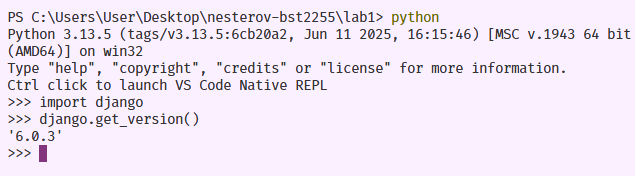 PS C:\Users\User\Desktop\nesterov-bst2255\lab1> python
Python 3.13.5 (tags/v3.13.5:6cb20a2, Jun 11 2025, 16:15:46) [MSC v.1943 64 bit
(AMD64)] on win32
Type "help", "copyright", "credits" or "license" for more information.
Ctrl click to launch VS Code Native REPL
>>> import django
>>> django.get_version()
'6.0.3'
>>>